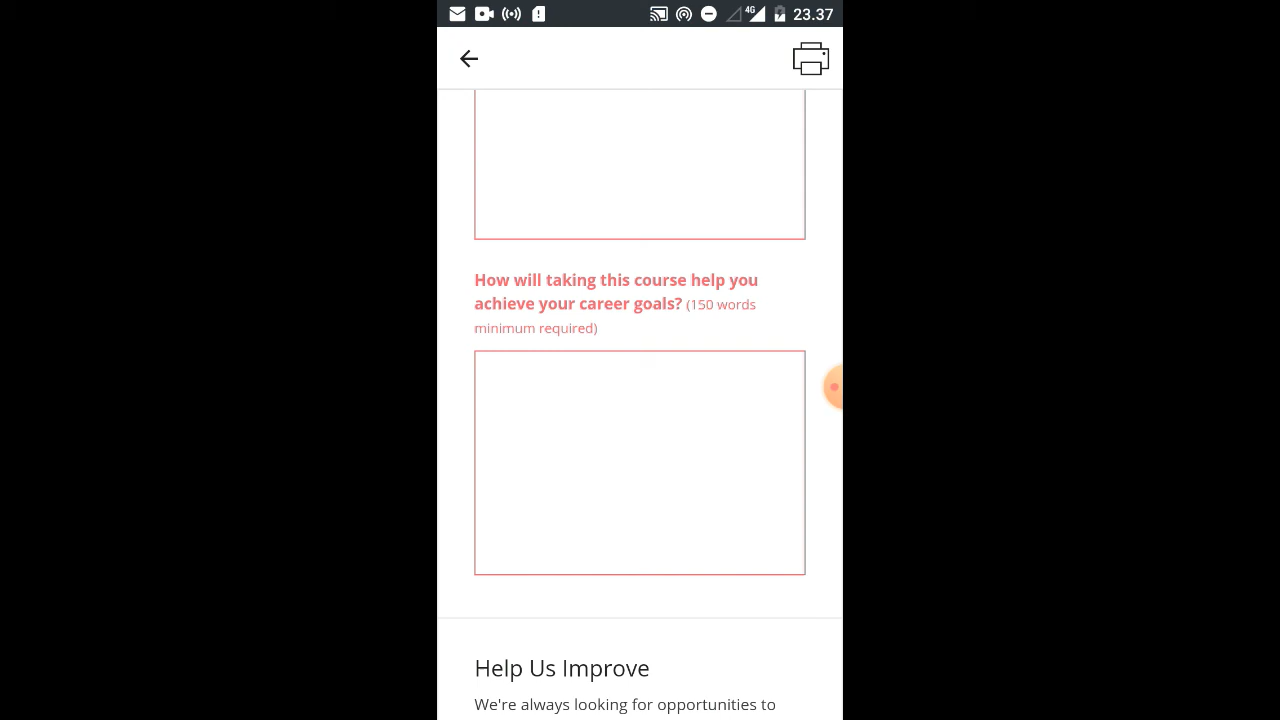 4G 23.37
How will taking this course help you
achieve your career goals? (150 words
minimum required)
Help Us Improve
We're always looking for opportunities to